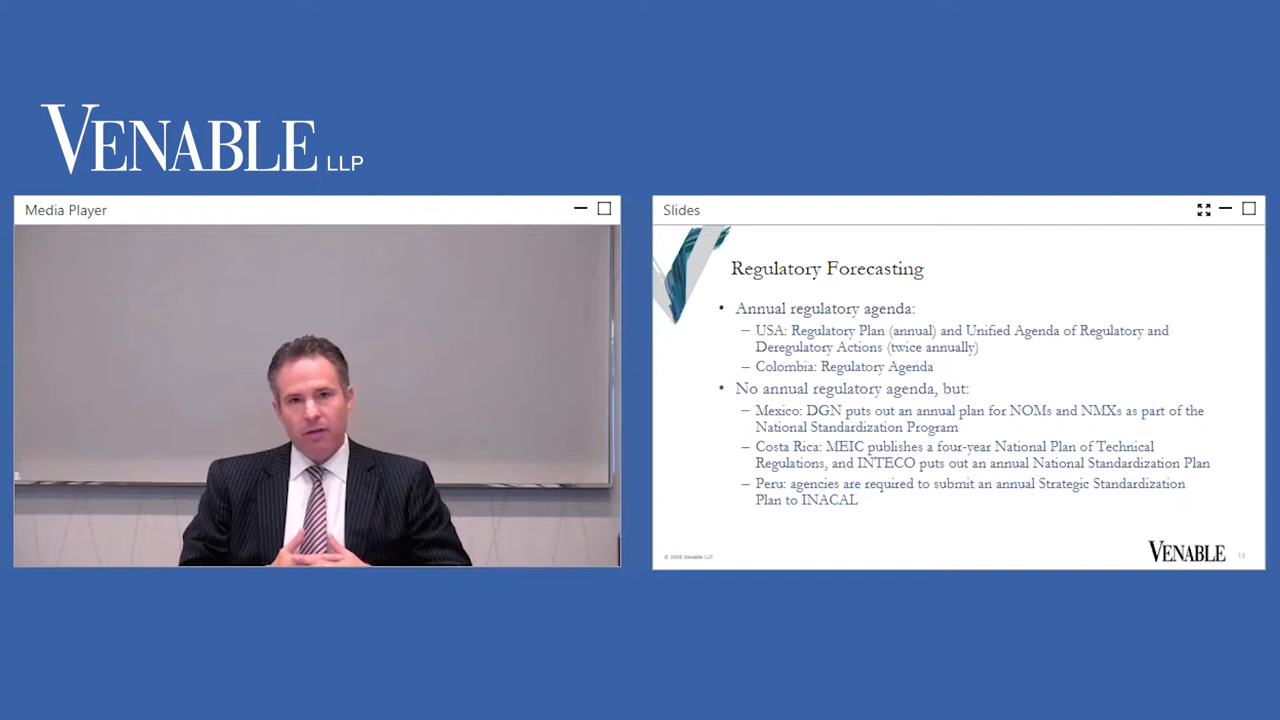 VENABLE LLP
Media Player
Slides
Regulatory Forecasting
• Annual regulatory agenda:
– USA: Regulatory Plan (annual) and Unified Agenda of Regulatory and
Deregulatory Actions (twice annually)
– Colombia: Regulatory Agenda
• No annual regulatory agenda, but:
– Mexico: DGN puts out an annual plan for NOMs and NMXs as part of the
National Standardization Program
– Costa Rica: MEIC publishes a four-year National Plan of Technical
Regulations, and INTECO puts out an annual National Standardization Plan
– Peru: agencies are required to submit an annual Strategic Standardization
Plan to INACAL
© Venable LLP
VENABLE
13